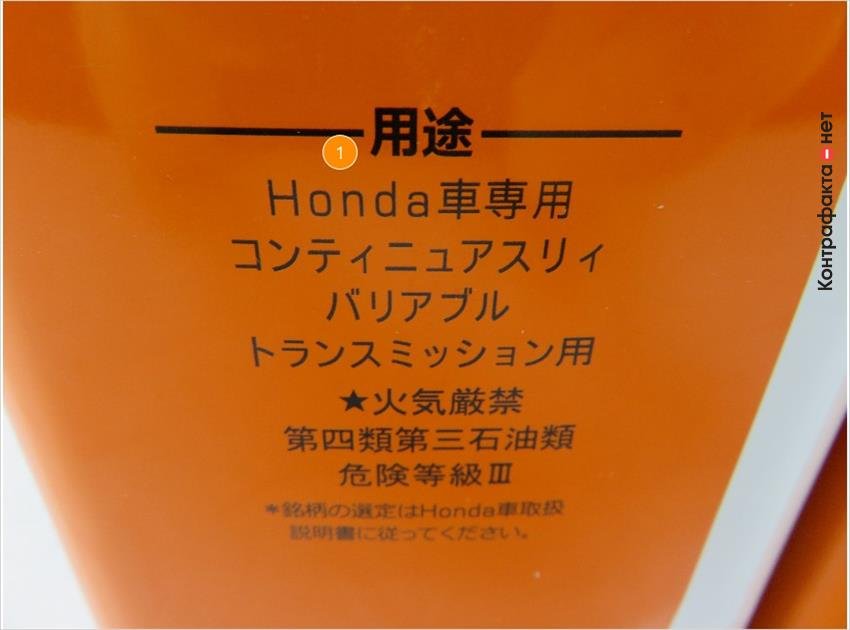 用途
1
Honda車専用
コンティニュアスリィ
バリアブル
トランスミッション用
★火気厳禁
第四類第三石油類
危険等級Ⅲ
*銘柄の選定はHonda車取扱
説明書に従ってください。
Контрафакта – нет